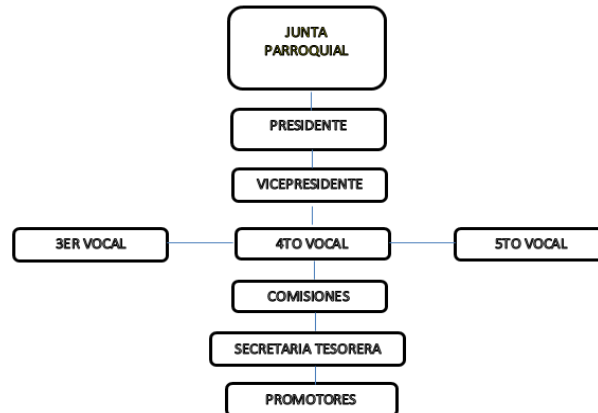 JUNTA
PARROQUIAL
PRESIDENTE
VICEPRESIDENTE
3ER VOCAL
4TO VOCAL
5TO VOCAL
COMISIONES
SECRETARIA TESORERA
PROMOTORES